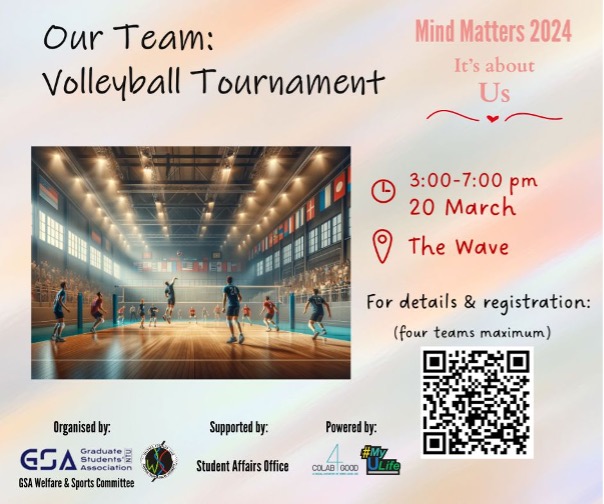 Our Team:
Volleyball Tournament
Mind Matters 2024
It's about
Us
3:00-7:00 pm
20 March
The Wave
For details & registration:
(four teams maximum)
Organised by:
GSA Graduate Students' Association NTU
GSA Welfare & Sports Committee
Supported by:
Student Affairs Office
Powered by:
COLAB 4 GOOD
#My
ULife